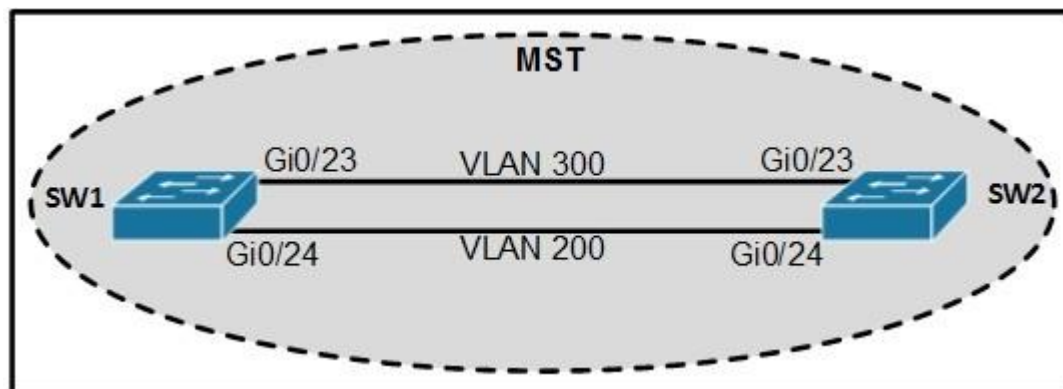 MST
Gi0/23 VLAN 300 Gi0/23
SW1 SW2
Gi0/24 VLAN 200 Gi0/24